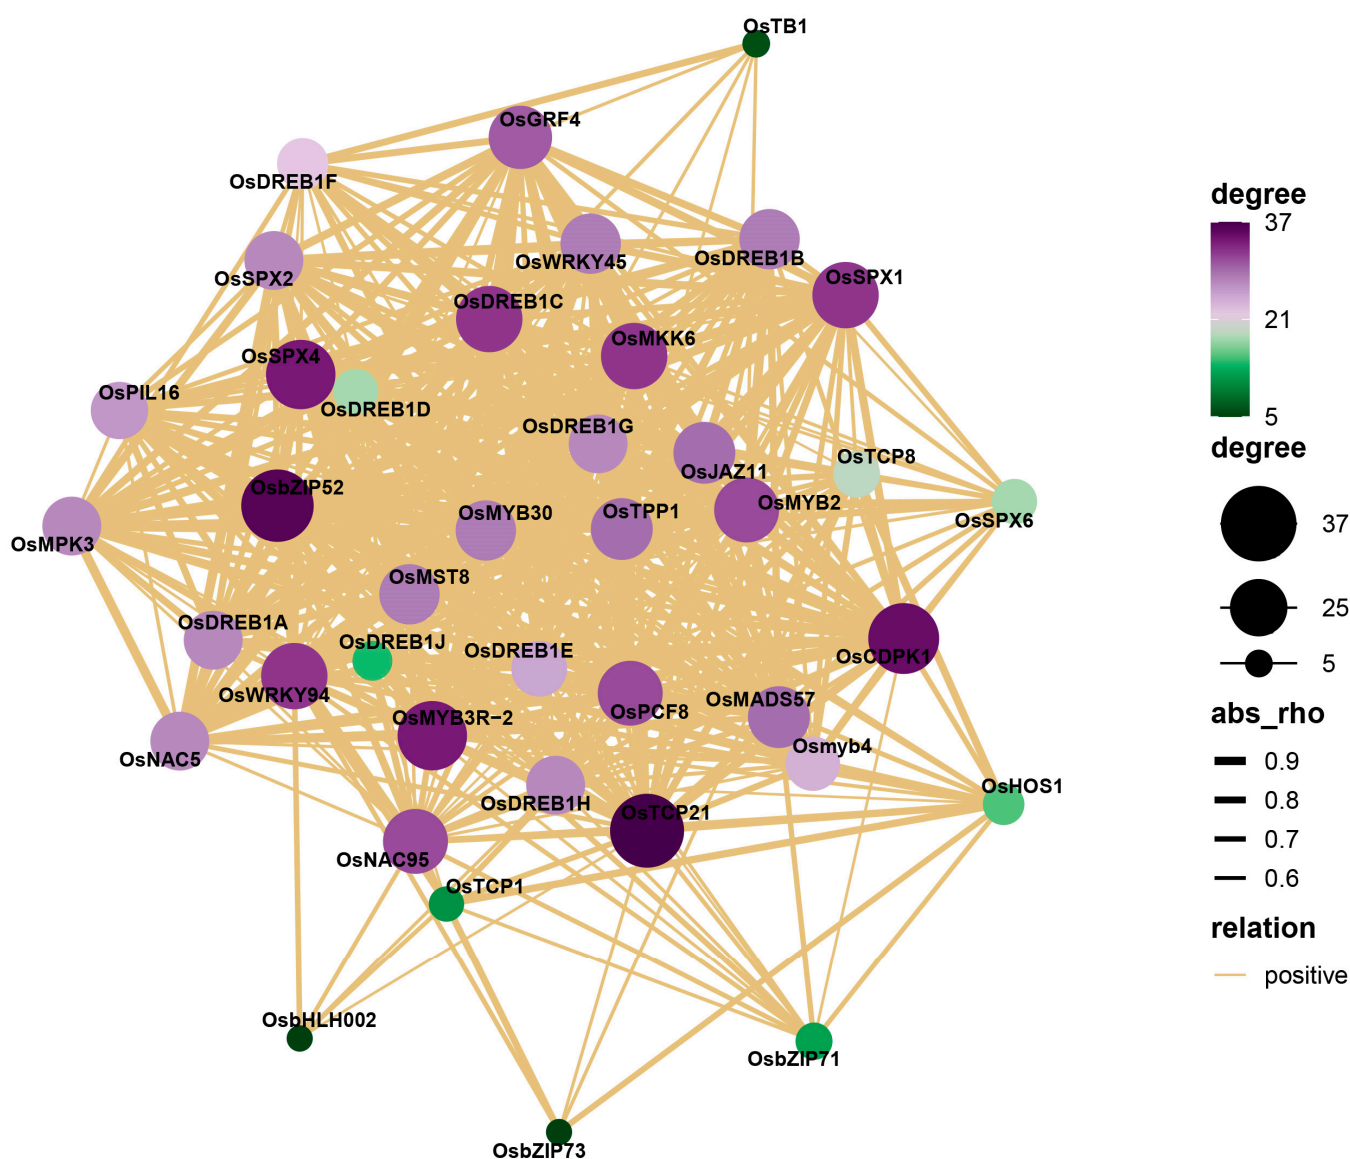 OsTB1
OsGRF4
OsDREB1F
OsWRKY45
OsDREB1B
OsSPX2
OsSPX1
OsDREB1C
OsMKK6
OsSPX4
OsPIL16
OsDREB1D
OsDREB1G
OsTCP8
OsJAZ11
OsbZIP52
OsMYB2
OsMYB30
OsTPP1
OsSPX6
OsMPK3
OsMST8
OsDREB1A
OsDREB1J
OsDREB1E
OsCDPK1
OsWRKY94
OsMADS57
OsPCF8
OsMYB3R−2
Osmyb4
OsNAC5
OsHOS1
OsDREB1H
OsTCP21
OsNAC95
OsTCP1
OsbHLH002
OsbZIP71
OsbZIP73
degree
37
21
5
degree
37
25
5
abs_rho
0.9
0.8
0.7
0.6
relation
positive